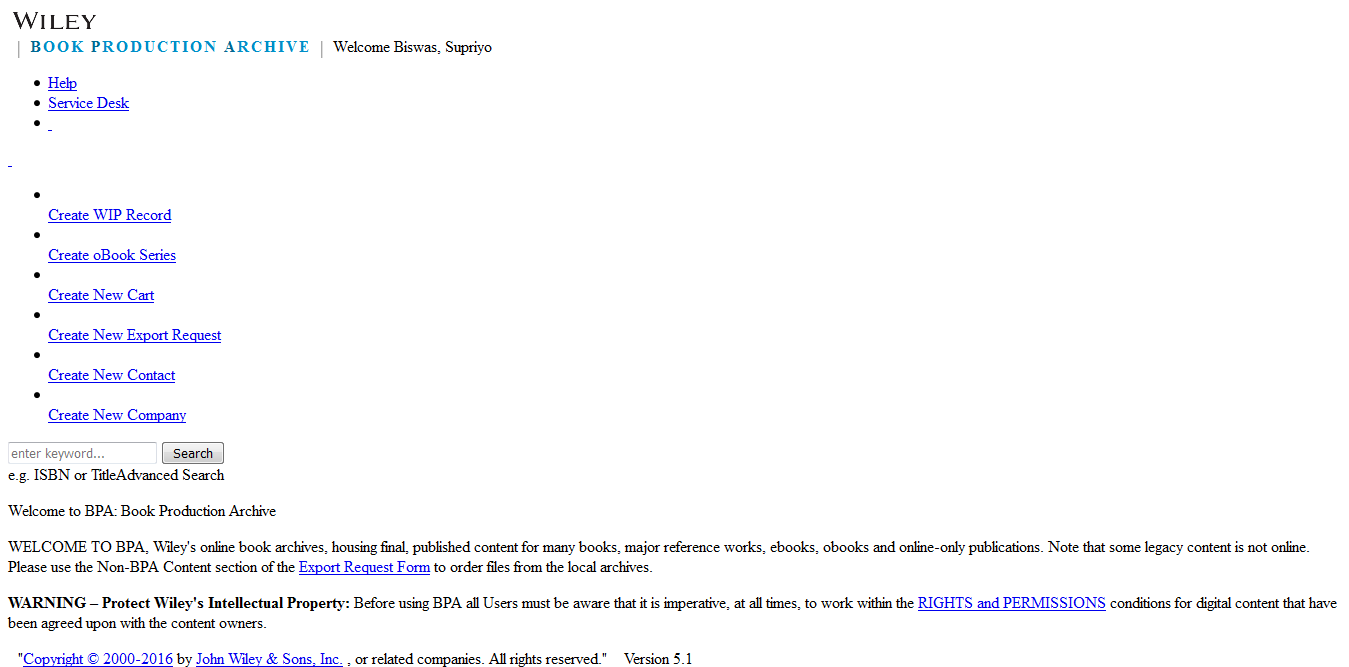 WILEY
| BOOK PRODUCTION ARCHIVE | Welcome Biswas, Supriyo
Help
Service Desk
Create WIP Record
Create oBook Series
Create New Cart
Create New Export Request
Create New Contact
Create New Company
enter keyword... Search
e.g. ISBN or TitleAdvanced Search
Welcome to BPA: Book Production Archive
WELCOME TO BPA, Wiley's online book archives, housing final, published content for many books, major reference works, ebooks, obooks and online-only publications. Note that some legacy content is not online.
Please use the Non-BPA Content section of the Export Request Form to order files from the local archives.
WARNING – Protect Wiley's Intellectual Property: Before using BPA all Users must be aware that it is imperative, at all times, to work within the RIGHTS and PERMISSIONS conditions for digital content that have
been agreed upon with the content owners.
"Copyright © 2000-2016 by John Wiley & Sons, Inc. , or related companies. All rights reserved." Version 5.1